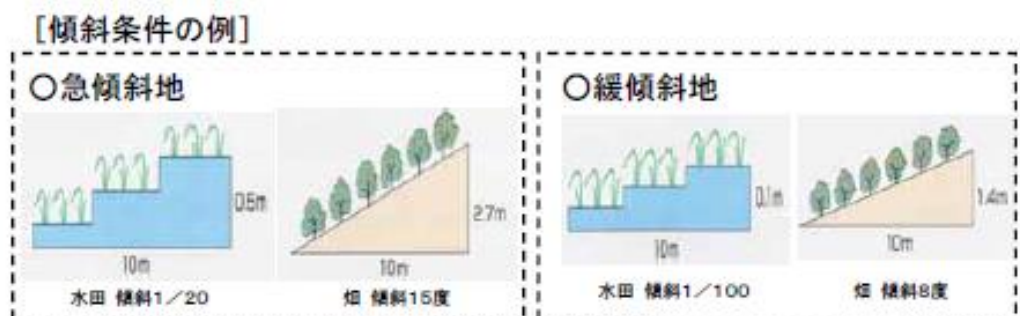 ［傾斜条件の例］
○急傾斜地
0.5m
10m
水田 傾斜1／20
2.7m
10m
畑 傾斜15度
○緩傾斜地
0.1m
10m
水田 傾斜1／100
1.4m
10m
畑 傾斜8度